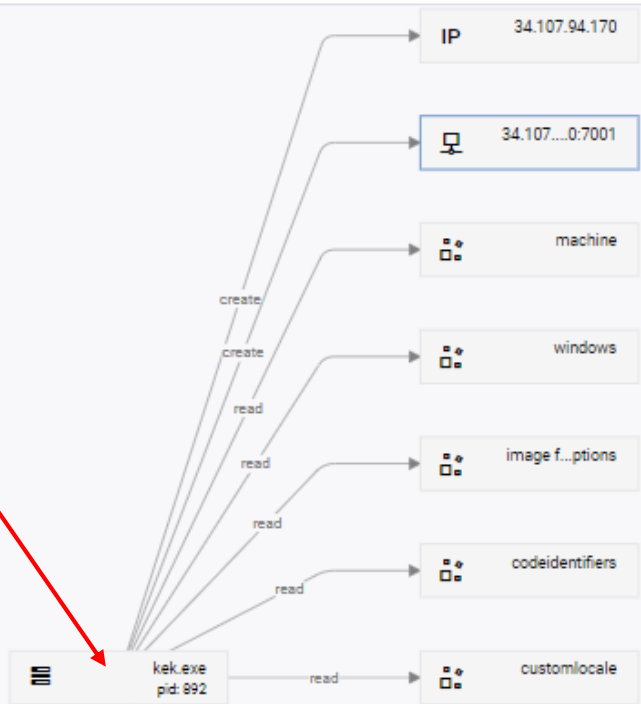 IP
34.107.94.170
34.107....0:7001
machine
create
windows
create
read
image f...ptions
read
read
codeidentifiers
read
kek.exe
pid: 892
read
customlocale